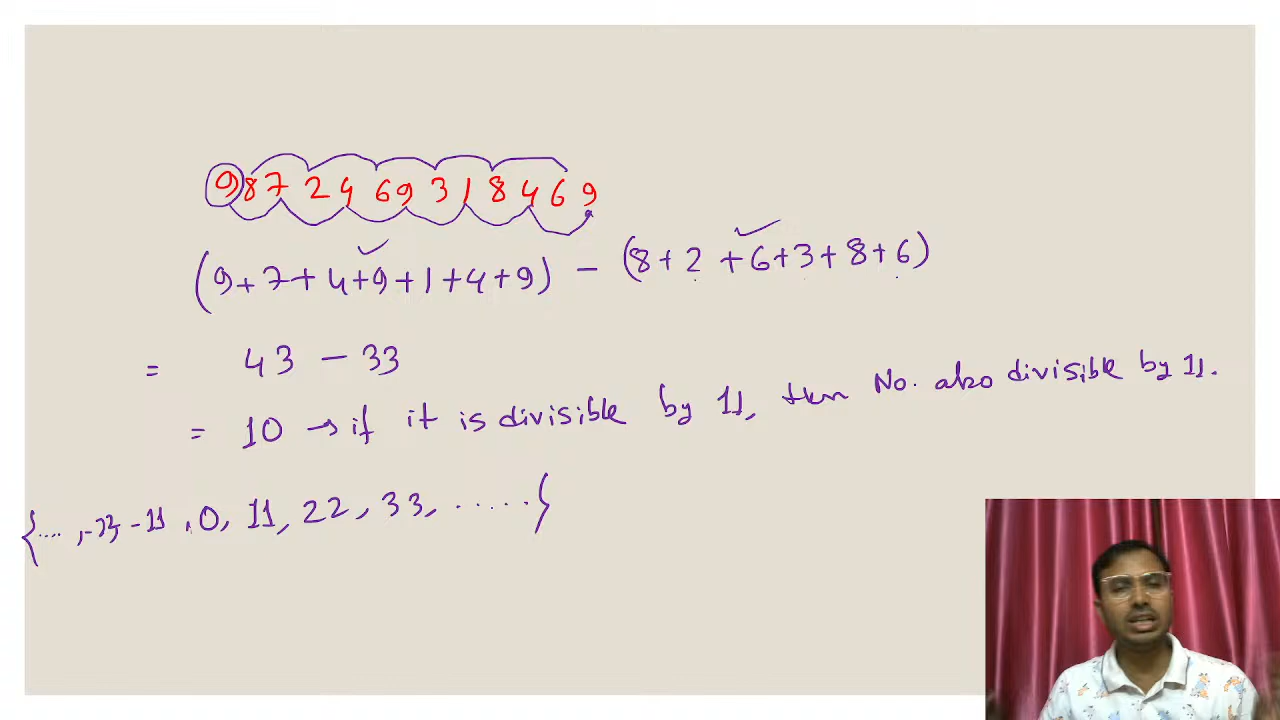 9872469318469
(9+7+4+9+1+4+9) - (8+2+6+3+8+6)
= 43 - 33
= 10 → if it is divisible by 11, then No. also divisible by 11.
{...., -22, -11, 0, 11, 22, 33, .....}